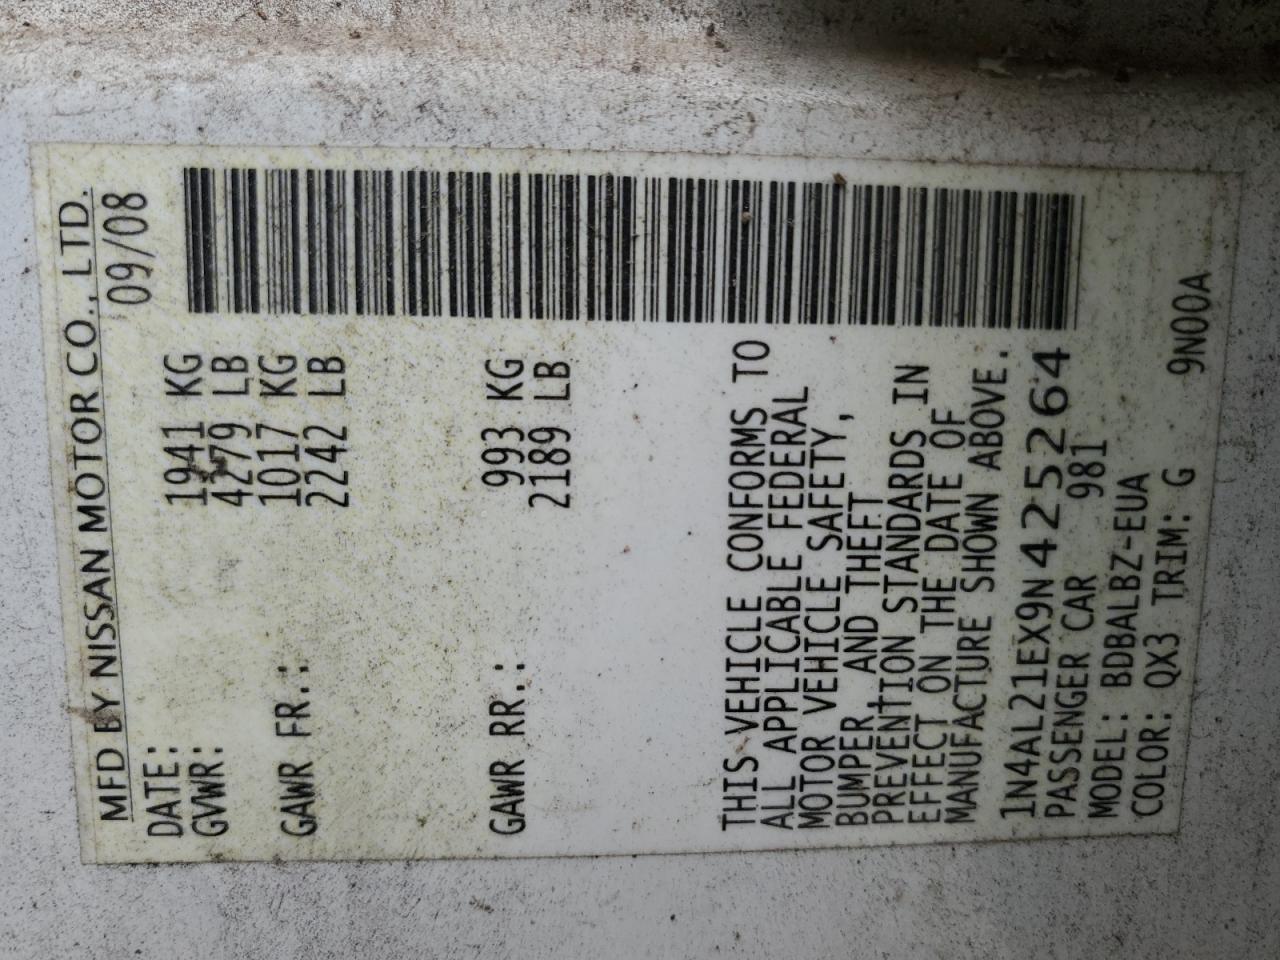 MFD BY NISSAN MOTOR CO., LTD.
DATE: 09/08
GVWR: 1941 KG
4279 LB
GAWR FR.: 1017 KG
2242 LB
GAWR RR.: 993 KG
2189 LB
THIS VEHICLE CONFORMS TO
ALL APPLICABLE FEDERAL
MOTOR VEHICLE SAFETY,
BUMPER, AND THEFT
PREVENTION STANDARDS IN
EFFECT ON THE DATE OF
MANUFACTURE SHOWN ABOVE.
1N4AL21EX9N425264
PASSENGER CAR 981
MODEL: BDBALBZ-EUA
COLOR: QX3 TRIM: G 9N00A